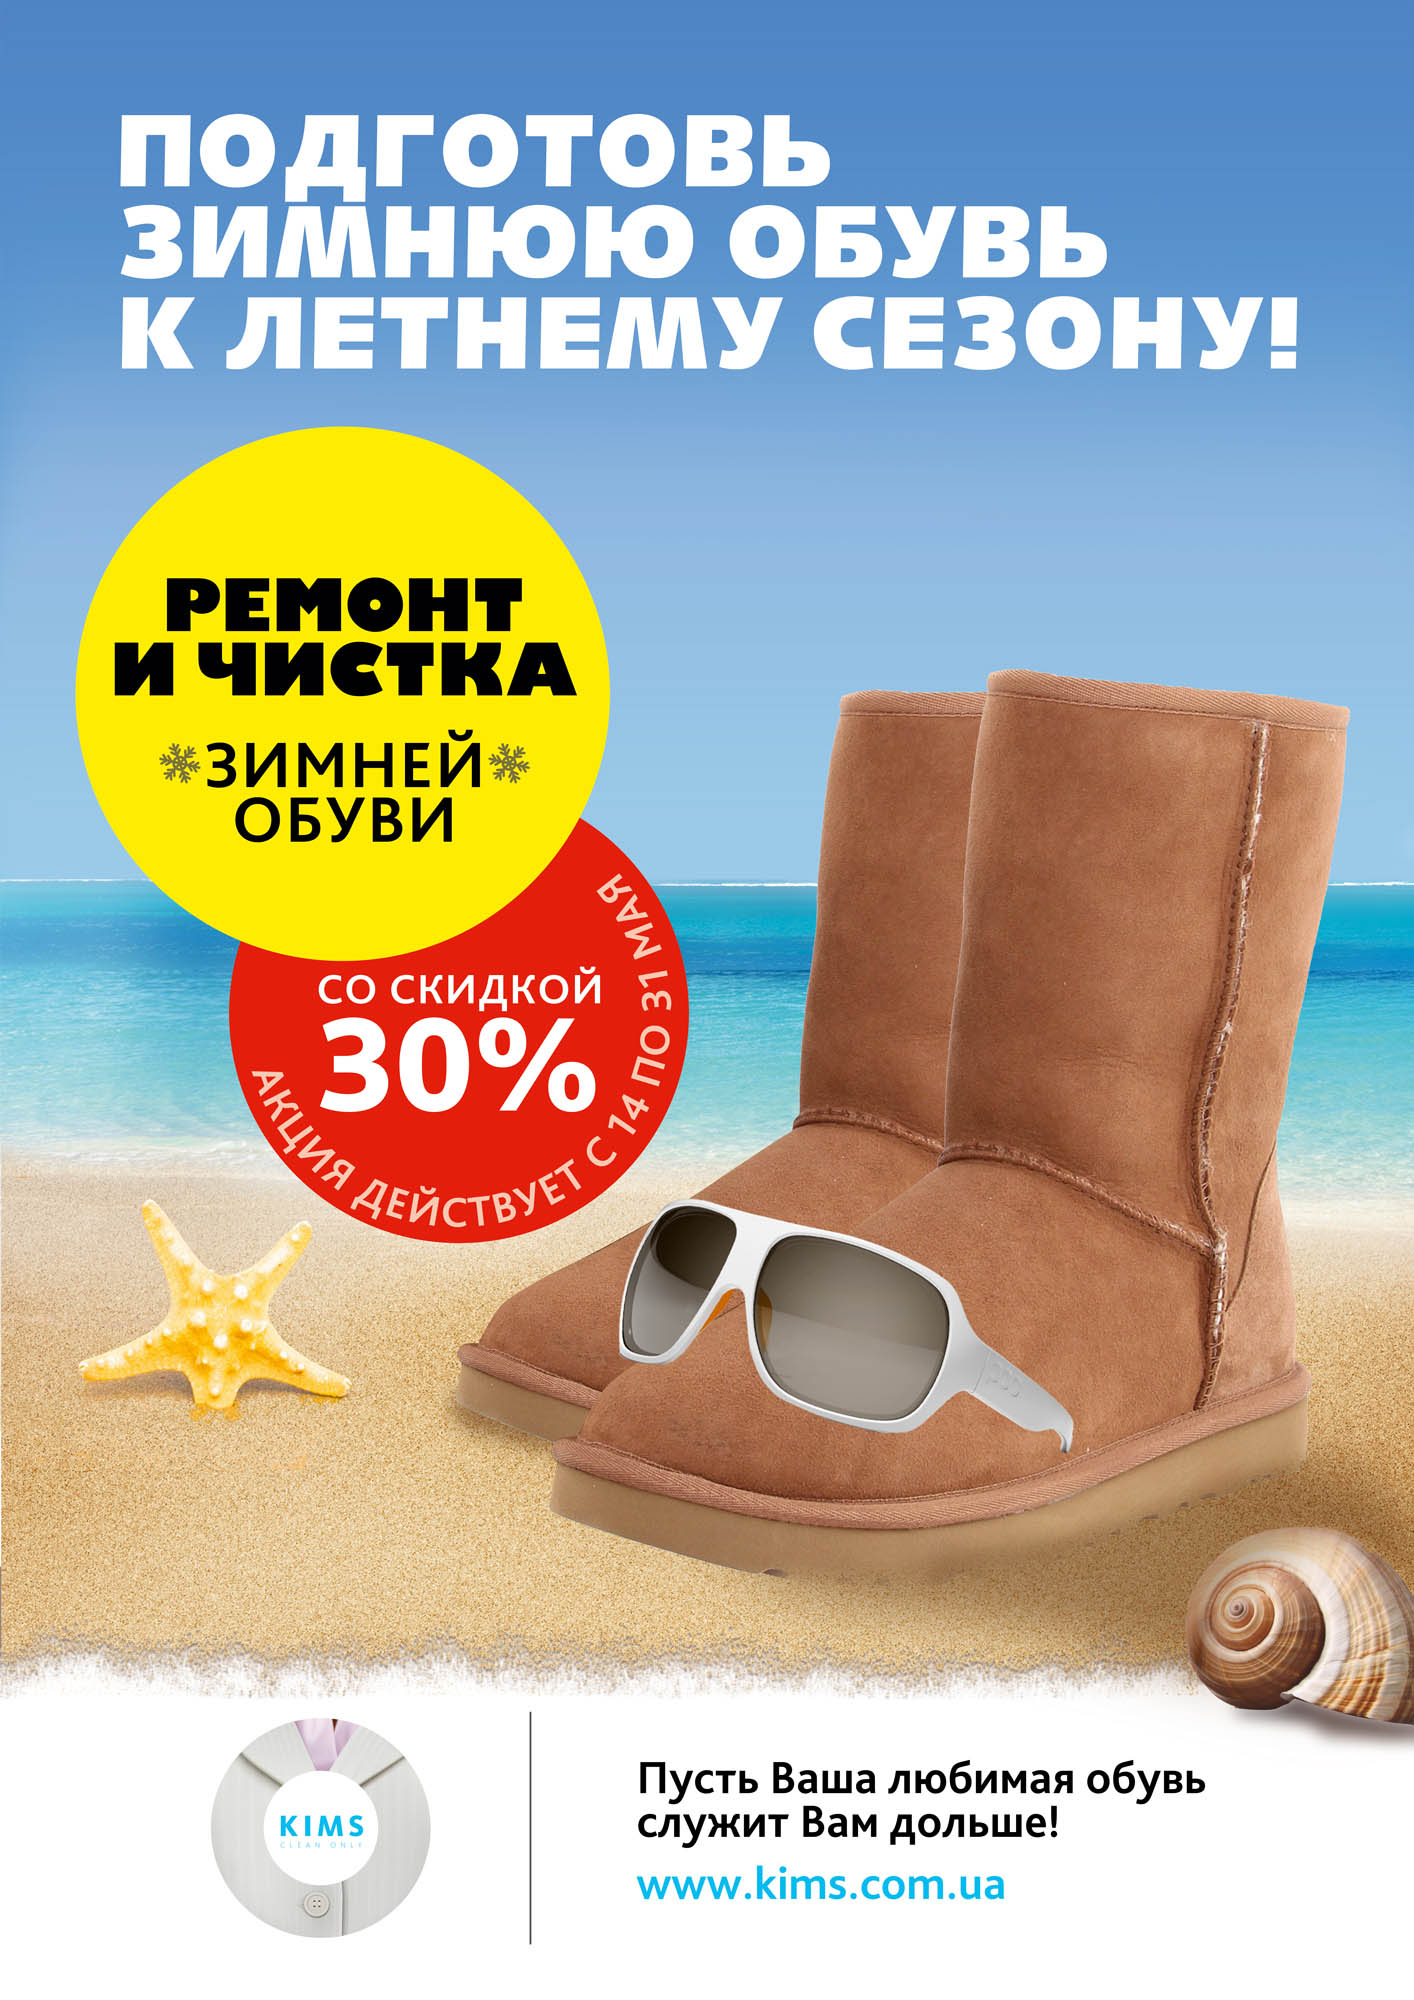 ПОДГОТОВЬ
ЗИМНЮЮ ОБУВЬ
К ЛЕТНЕМУ СЕЗОНУ!
РЕМОНТ
И ЧИСТКА
ЗИМНЕЙ
ОБУВИ
СО СКИДКОЙ
30%
АКЦИЯ ДЕЙСТВУЕТ С 14 ПО 31 МАЯ
KIMS
CLEAN ONLY
Пусть Ваша любимая обувь
служит Вам дольше!
www.kims.com.ua